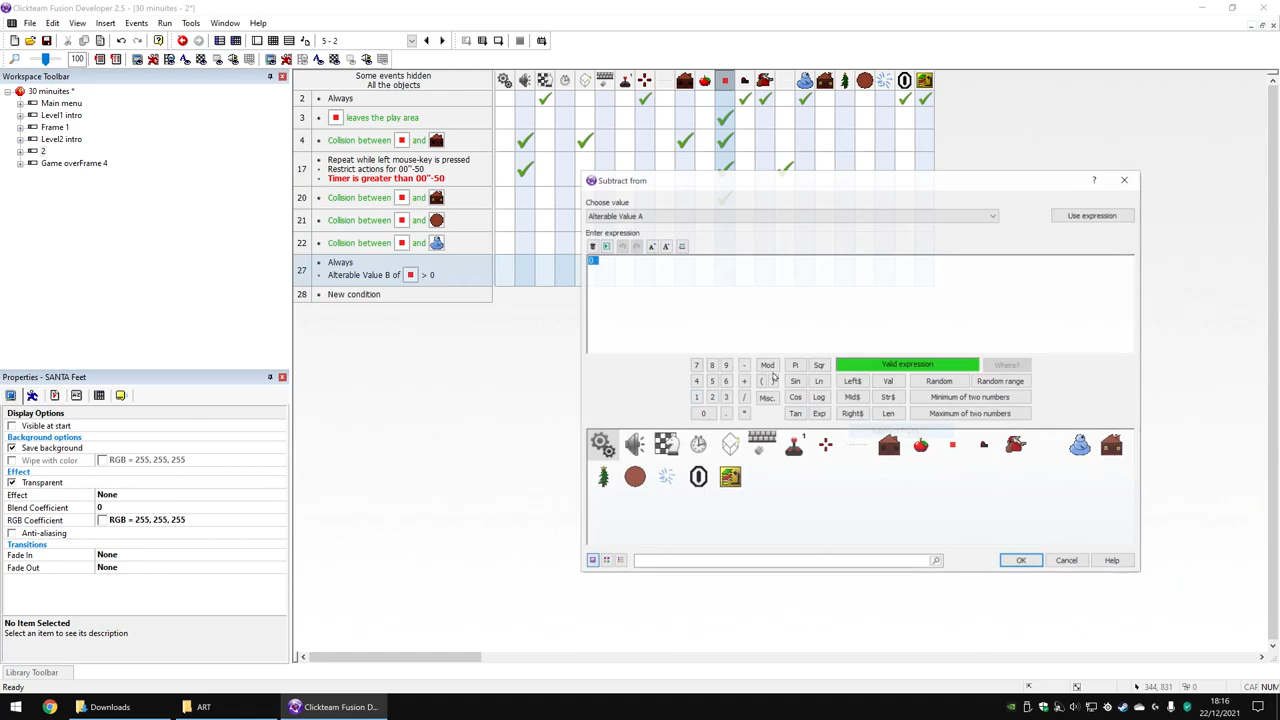 Clickteam Fusion Developer 2.5 - [30 minuites - 2*]
File Edit View Insert Events Run Tools Window Help
100 5 - 2
Workspace Toolbar
30 minuites *
Main menu
Level1 intro
Frame 1
Level2 intro
2
Game overFrame 4
Some events hidden
All the objects
2 Always
3 leaves the play area
4 Collision between and
17 Repeat while left mouse-key is pressed
Restrict actions for 00"-50
Timer is greater than 00"-50
20 Collision between and
21 Collision between and
22 Collision between and
27 Always
Alterable Value B of > 0
28 New condition
Subtract from
Choose value
Alterable Value A Use expression
Enter expression
0
7 8 9 - Mod Pi Sqr Valid expression Where?
4 5 6 + ( ) Sin Ln Left$ Val Random Random range
1 2 3 / Misc. Cos Log Mid$ Str$ Minimum of two numbers
0 . * Tan Exp Right$ Len Maximum of two numbers
OK Cancel Help
Properties - SANTA Feet
Display Options
Visible at start
Background options
Save background
Wipe with color RGB = 255, 255, 255
Effect
Transparent
Effect None
Blend Coefficient 0
RGB Coefficient RGB = 255, 255, 255
Anti-aliasing
Transitions
Fade In None
Fade Out None
No Item Selected
Select an item to see its description
Library Toolbar
Ready 344, 831 0 CAP NUM
Downloads ART Clickteam Fusion D... 18:16
22/12/2021